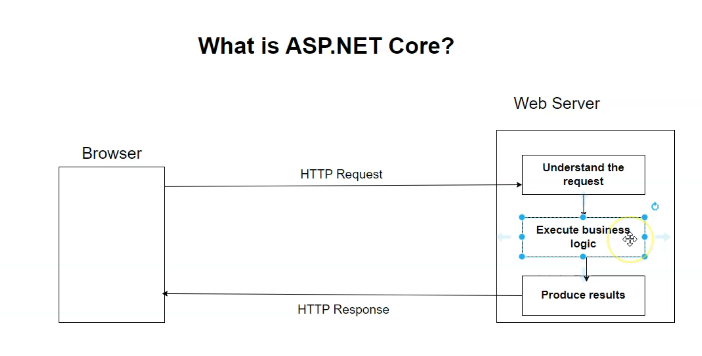 What is ASP.NET Core?
Web Server
Browser
HTTP Request
Understand the
request
Execute business
logic
Produce results
HTTP Response